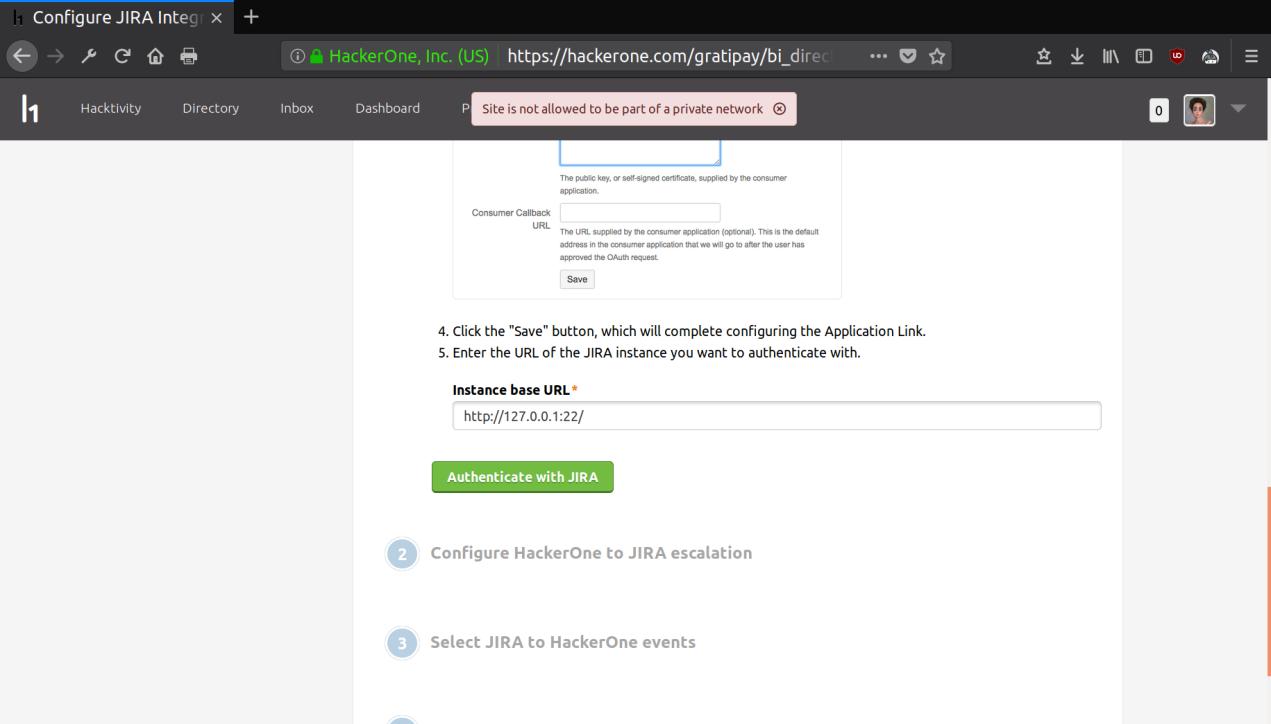 Configure JIRA Integr
HackerOne, Inc. (US) https://hackerone.com/gratipay/bi_direc
Hacktivity Directory Inbox Dashboard P Site is not allowed to be part of a private network 0
The public key, or self-signed certificate, supplied by the consumer
application.
Consumer Callback
URL
The URL supplied by the consumer application (optional). This is the default
address in the consumer application that we will go to after the user has
approved the OAuth request.
Save
4. Click the "Save" button, which will complete configuring the Application Link.
5. Enter the URL of the JIRA instance you want to authenticate with.
Instance base URL*
http://127.0.0.1:22/
Authenticate with JIRA
2 Configure HackerOne to JIRA escalation
3 Select JIRA to HackerOne events